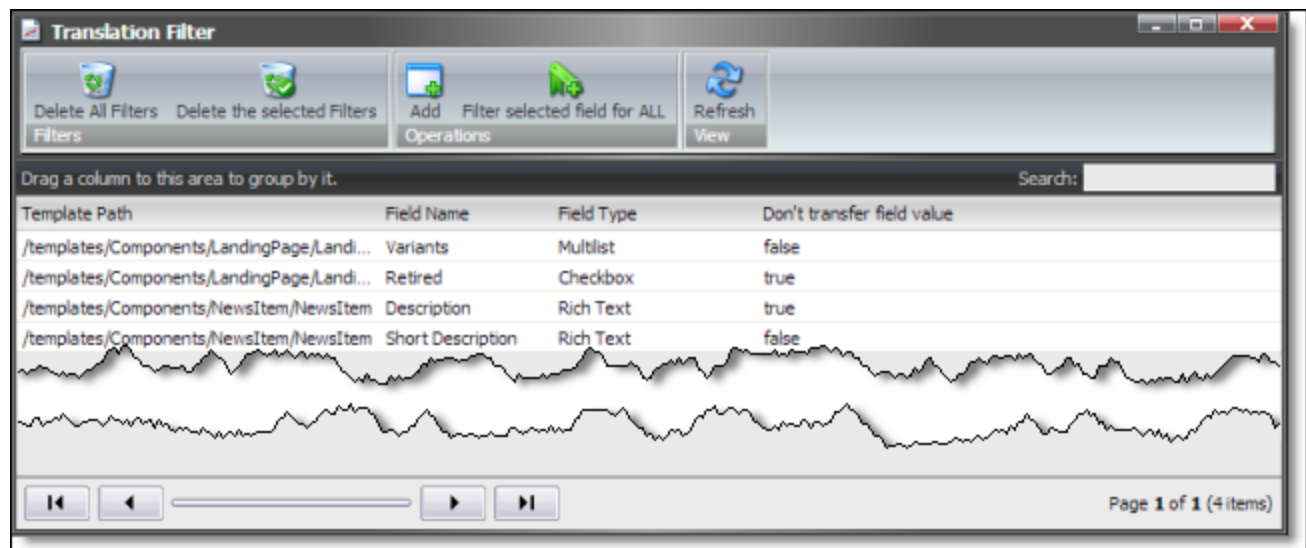 Translation Filter
Delete All Filters Delete the selected Filters Add Filter selected field for ALL Refresh
Filters Operations View
Drag a column to this area to group by it. Search:
Template Path Field Name Field Type Don't transfer field value
/templates/Components/LandingPage/Landi... Variants Multilist false
/templates/Components/LandingPage/Landi... Retired Checkbox true
/templates/Components/NewsItem/NewsItem Description Rich Text true
/templates/Components/NewsItem/NewsItem Short Description Rich Text false
Page 1 of 1 (4 items)